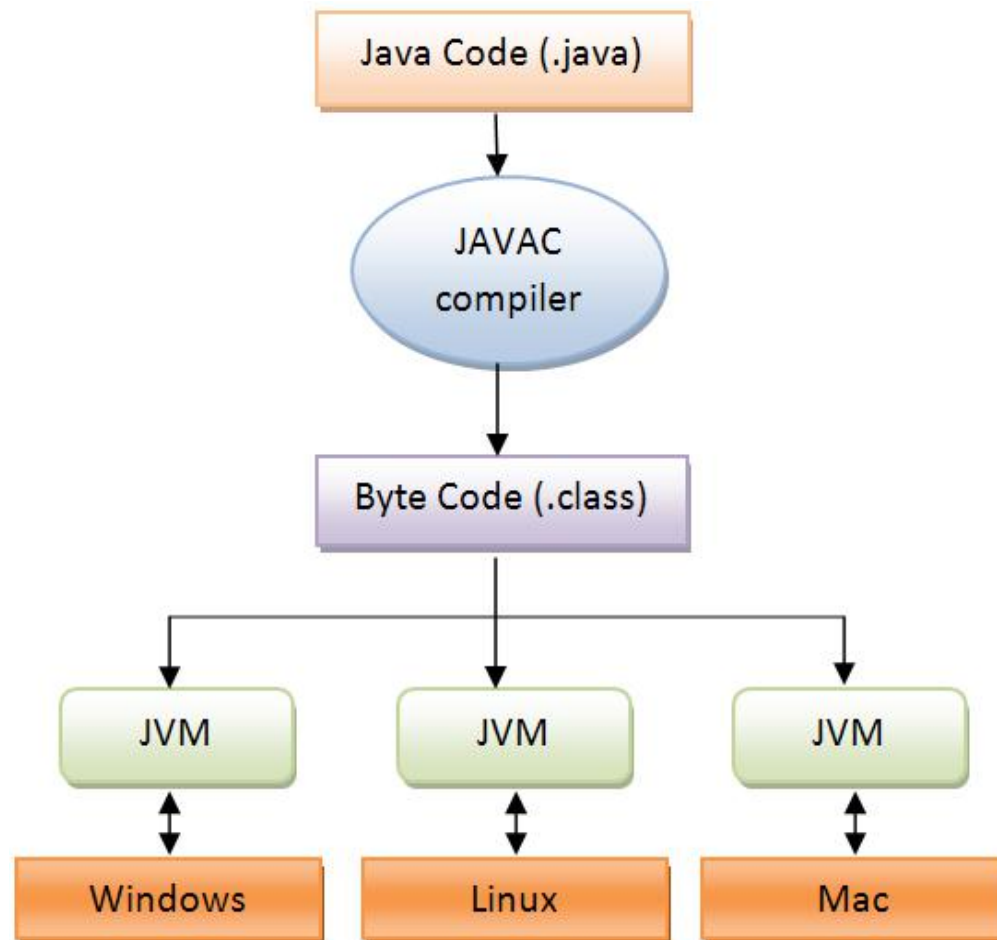 Java Code (.java)
JAVAC
compiler
Byte Code (.class)
JVM
JVM
JVM
Windows
Linux
Mac